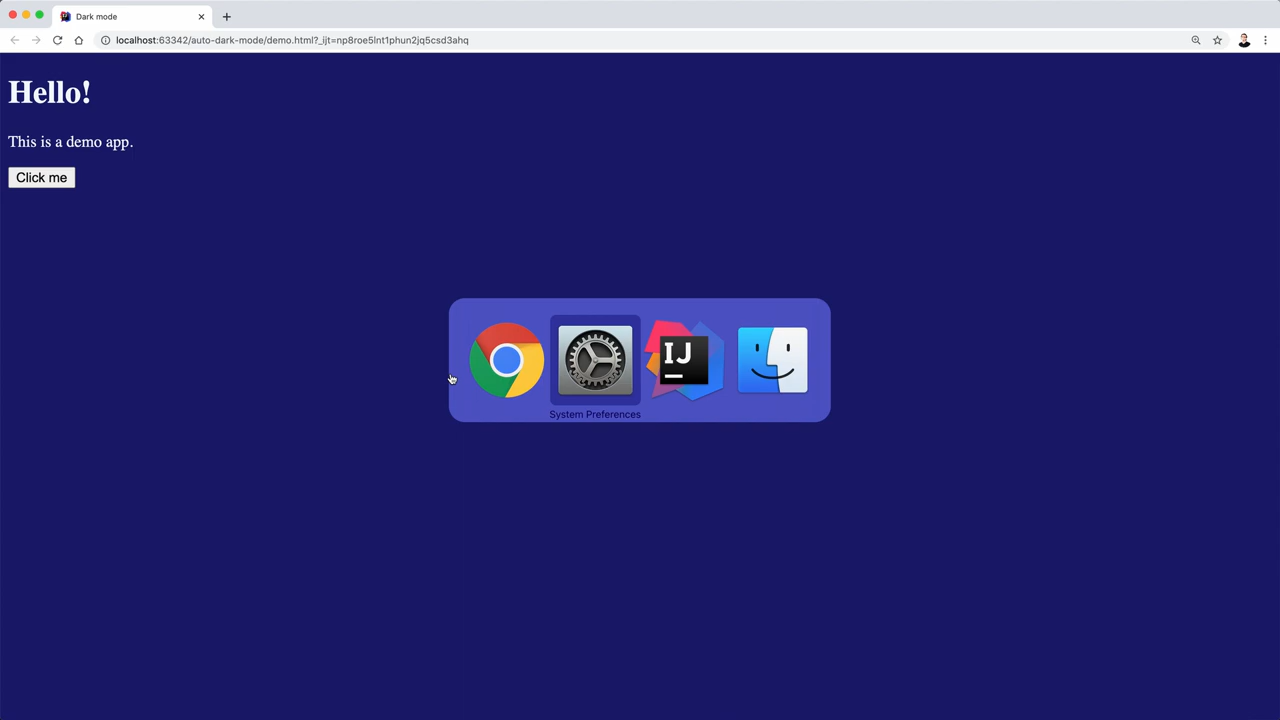 Dark mode
localhost:63342/auto-dark-mode/demo.html?_ijt=np8roe5lnt1phun2jq5csd3ahq
Hello!
This is a demo app.
Click me
IJ
System Preferences